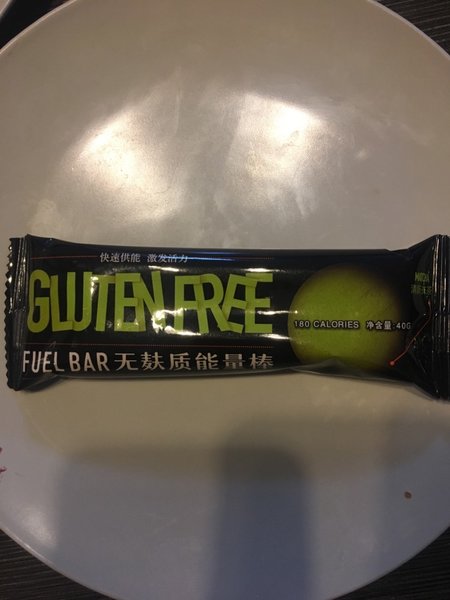 快速供能 激发活力
GLUTEN FREE
180 CALORIES 净含量:40G
FUEL BAR 无麸质能量棒